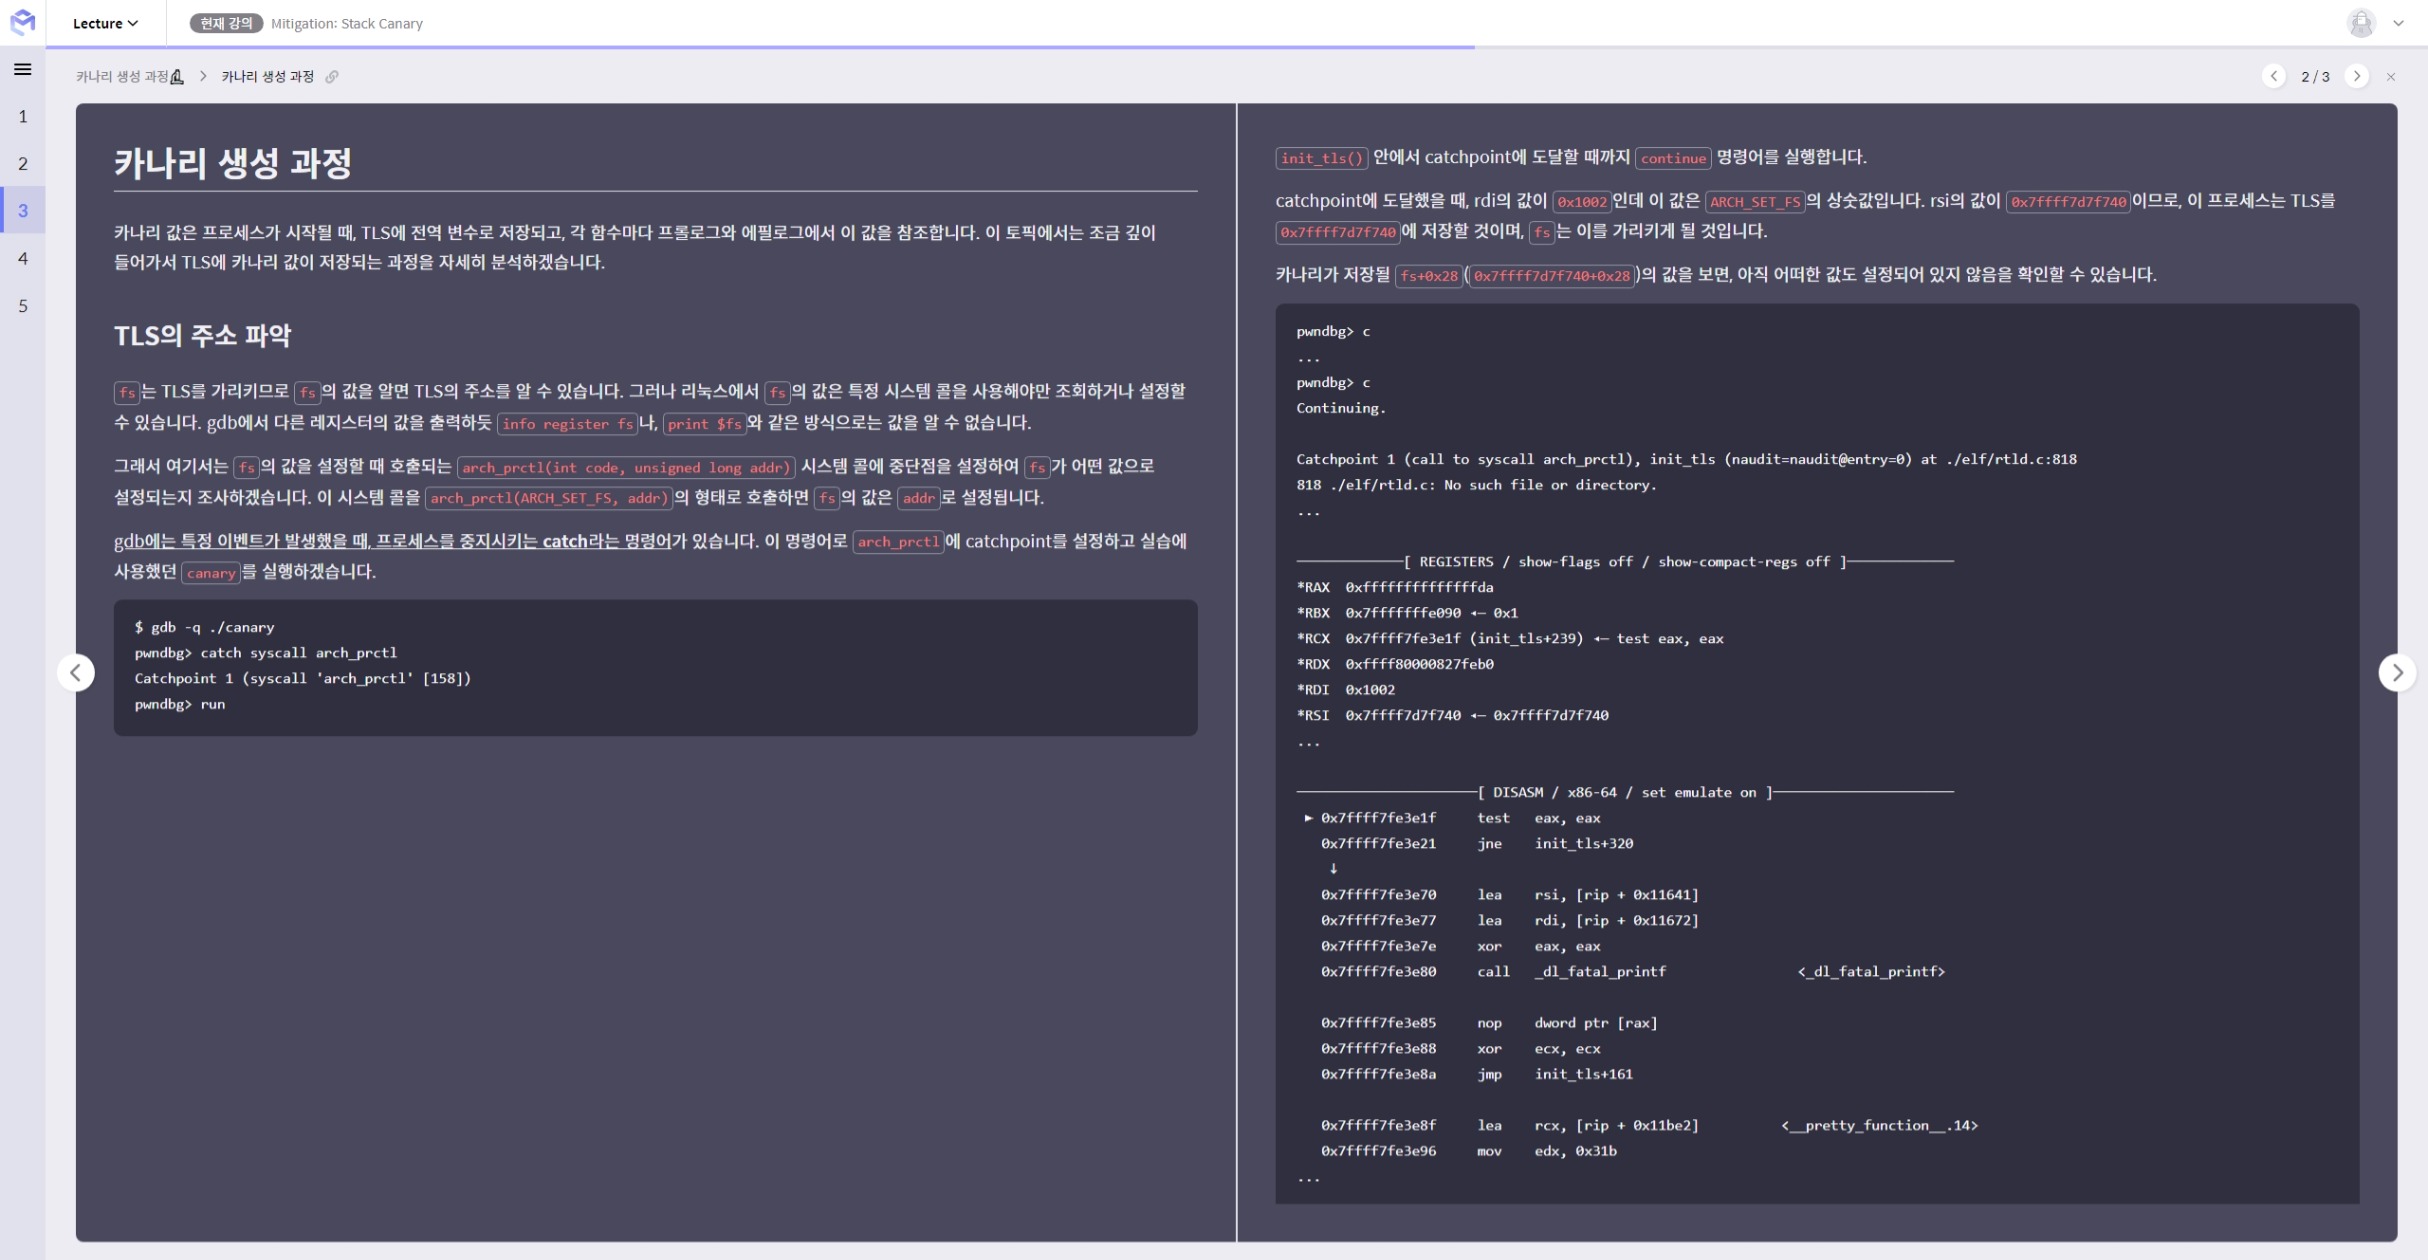 Lecture
현재 강의 Mitigation: Stack Canary
카나리 생성 과정 > 카나리 생성 과정
2 / 3
1
2
3
4
5
카나리 생성 과정
카나리 값은 프로세스가 시작될 때, TLS에 전역 변수로 저장되고, 각 함수마다 프롤로그와 에필로그에서 이 값을 참조합니다. 이 토픽에서는 조금 깊이
들어가서 TLS에 카나리 값이 저장되는 과정을 자세히 분석하겠습니다.
TLS의 주소 파악
fs는 TLS를 가리키므로 fs의 값을 알면 TLS의 주소를 알 수 있습니다. 그러나 리눅스에서 fs의 값은 특정 시스템 콜을 사용해야만 조회하거나 설정할
수 있습니다. gdb에서 다른 레지스터의 값을 출력하듯 info register fs나, print $fs와 같은 방식으로는 값을 알 수 없습니다.
그래서 여기서는 fs의 값을 설정할 때 호출되는 arch_prctl(int code, unsigned long addr) 시스템 콜에 중단점을 설정하여 fs가 어떤 값으로
설정되는지 조사하겠습니다. 이 시스템 콜을 arch_prctl(ARCH_SET_FS, addr)의 형태로 호출하면 fs의 값은 addr로 설정됩니다.
gdb에는 특정 이벤트가 발생했을 때, 프로세스를 중지시키는 catch라는 명령어가 있습니다. 이 명령어로 arch_prctl에 catchpoint를 설정하고 실습에
사용했던 canary를 실행하겠습니다.
$ gdb -q ./canary
pwndbg> catch syscall arch_prctl
Catchpoint 1 (syscall 'arch_prctl' [158])
pwndbg> run
init_tls() 안에서 catchpoint에 도달할 때까지 continue 명령어를 실행합니다.
catchpoint에 도달했을 때, rdi의 값이 0x1002인데 이 값은 ARCH_SET_FS의 상숫값입니다. rsi의 값이 0x7ffff7d7f740이므로, 이 프로세스는 TLS를
0x7ffff7d7f740에 저장할 것이며, fs는 이를 가리키게 될 것입니다.
카나리가 저장될 fs+0x28(0x7ffff7d7f740+0x28)의 값을 보면, 아직 어떠한 값도 설정되어 있지 않음을 확인할 수 있습니다.
pwndbg> c
...
pwndbg> c
Continuing.
Catchpoint 1 (call to syscall arch_prctl), init_tls (naudit=naudit@entry=0) at ./elf/rtld.c:818
818 ./elf/rtld.c: No such file or directory.
...
─────────────[ REGISTERS / show-flags off / show-compact-regs off ]─────────────
*RAX  0xffffffffffffffda
*RBX  0x7fffffffe090 ◂— 0x1
*RCX  0x7ffff7fe3e1f (init_tls+239) ◂— test eax, eax
*RDX  0xffff80000827feb0
*RDI  0x1002
*RSI  0x7ffff7d7f740 ◂— 0x7ffff7d7f740
...
──────────────────────[ DISASM / x86-64 / set emulate on ]──────────────────────
► 0x7ffff7fe3e1f     test   eax, eax
0x7ffff7fe3e21     jne    init_tls+320
↓
0x7ffff7fe3e70     lea    rsi, [rip + 0x11641]
0x7ffff7fe3e77     lea    rdi, [rip + 0x11672]
0x7ffff7fe3e7e     xor    eax, eax
0x7ffff7fe3e80     call   _dl_fatal_printf                <_dl_fatal_printf>
0x7ffff7fe3e85     nop    dword ptr [rax]
0x7ffff7fe3e88     xor    ecx, ecx
0x7ffff7fe3e8a     jmp    init_tls+161
0x7ffff7fe3e8f     lea    rcx, [rip + 0x11be2]          <__pretty_function__.14>
0x7ffff7fe3e96     mov    edx, 0x31b
...